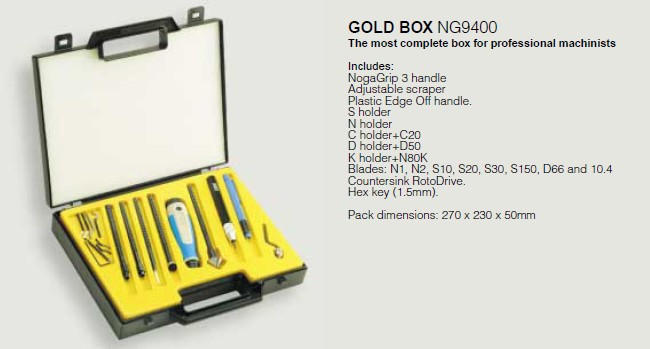 GOLD BOX NG9400
The most complete box for professional machinists
Includes:
NogaGrip 3 handle
Adjustable scraper
Plastic Edge Off handle.
S holder
N holder
C holder+C20
D holder+D50
K holder+N80K
Blades: N1, N2, S10, S20, S30, S150, D66 and 10.4
Countersink RotoDrive.
Hex key (1.5mm).
Pack dimensions: 270 x 230 x 50mm